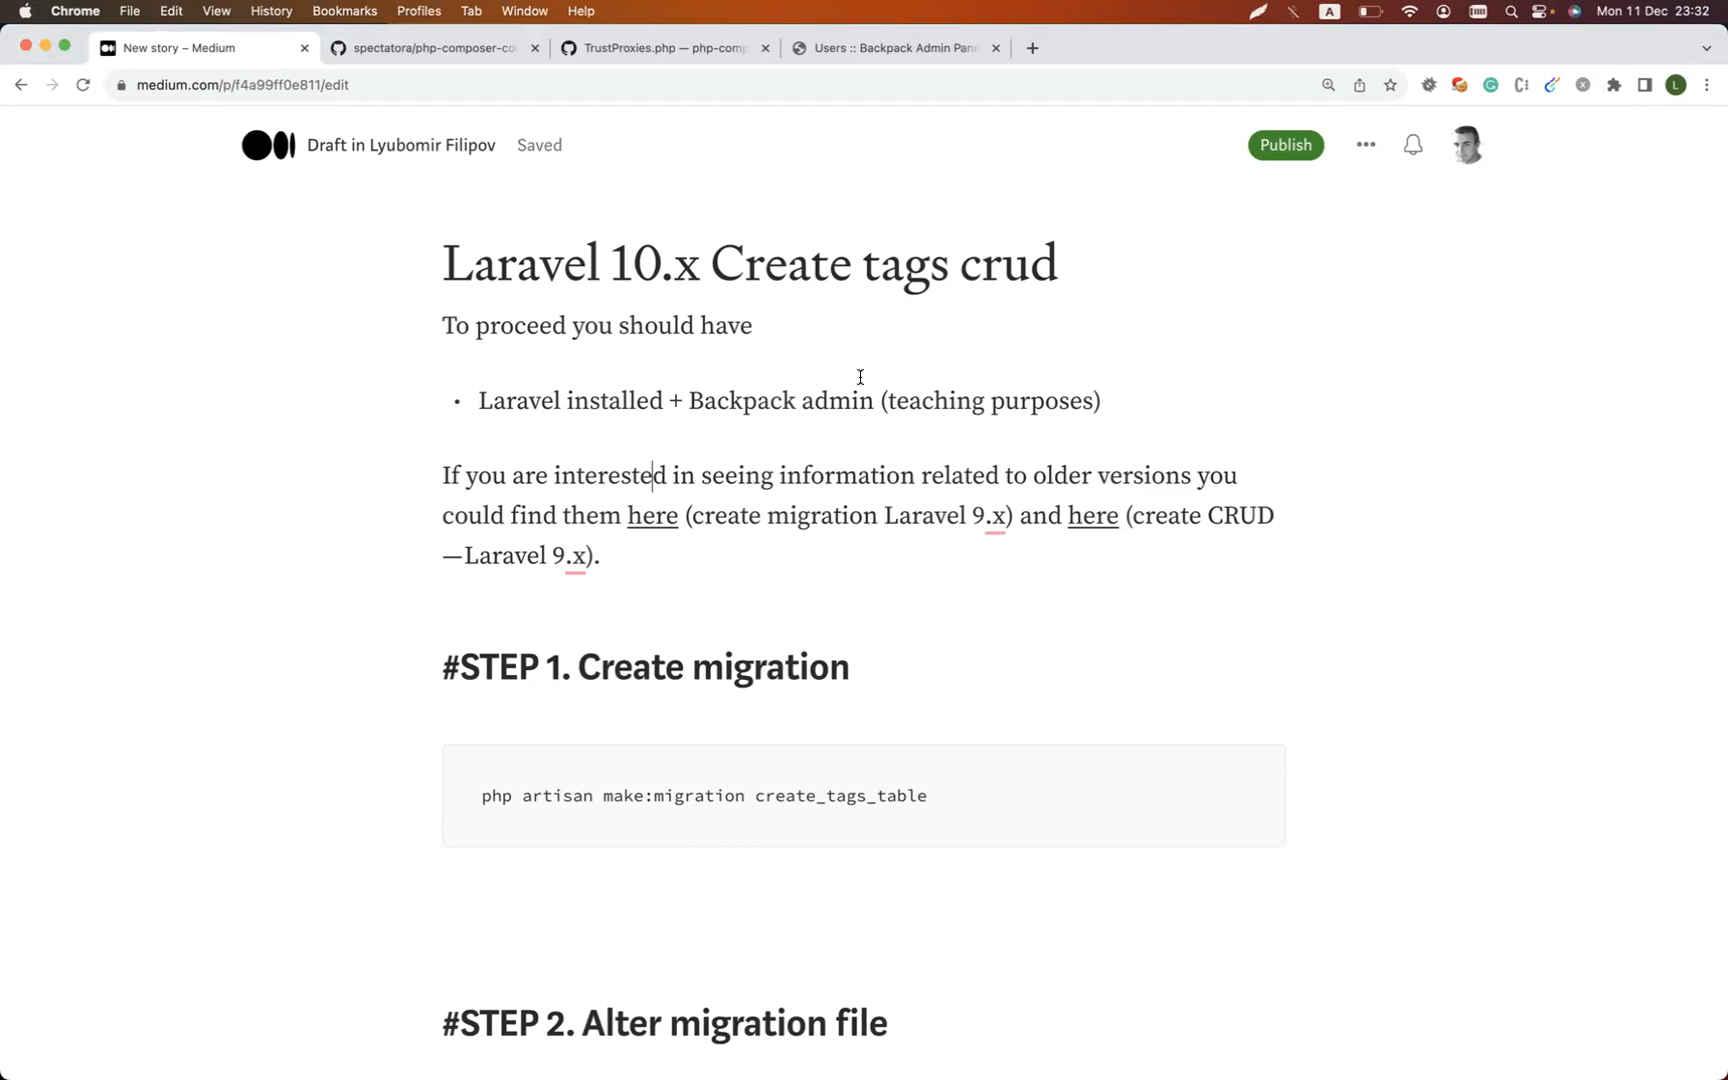 Chrome File Edit View History Bookmarks Profiles Tab Window Help A Mon 11 Dec 23:32
New story – Medium spectatora/php-composer-co TrustProxies.php — php-comp Users :: Backpack Admin Pane
medium.com/p/f4a99ff0e811/edit L
Draft in Lyubomir Filipov Saved Publish
Laravel 10.x Create tags crud
To proceed you should have
• Laravel installed + Backpack admin (teaching purposes)
If you are interested in seeing information related to older versions you
could find them here (create migration Laravel 9.x) and here (create CRUD
—Laravel 9.x).
#STEP 1. Create migration
php artisan make:migration create_tags_table
#STEP 2. Alter migration file